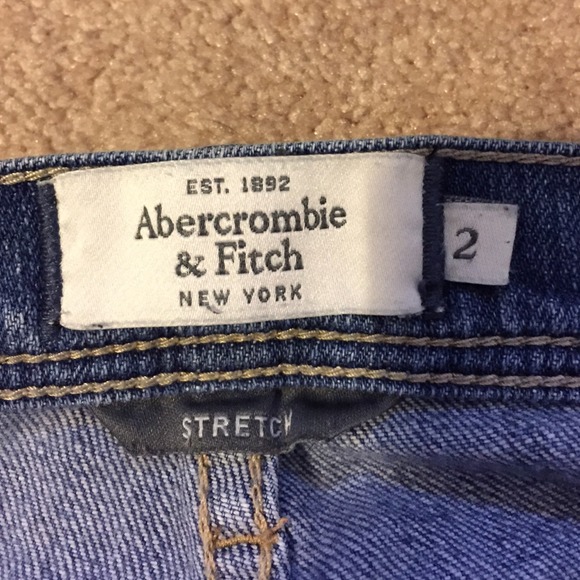 EST. 1892
Abercrombie
& Fitch
NEW YORK
2
STRETCH